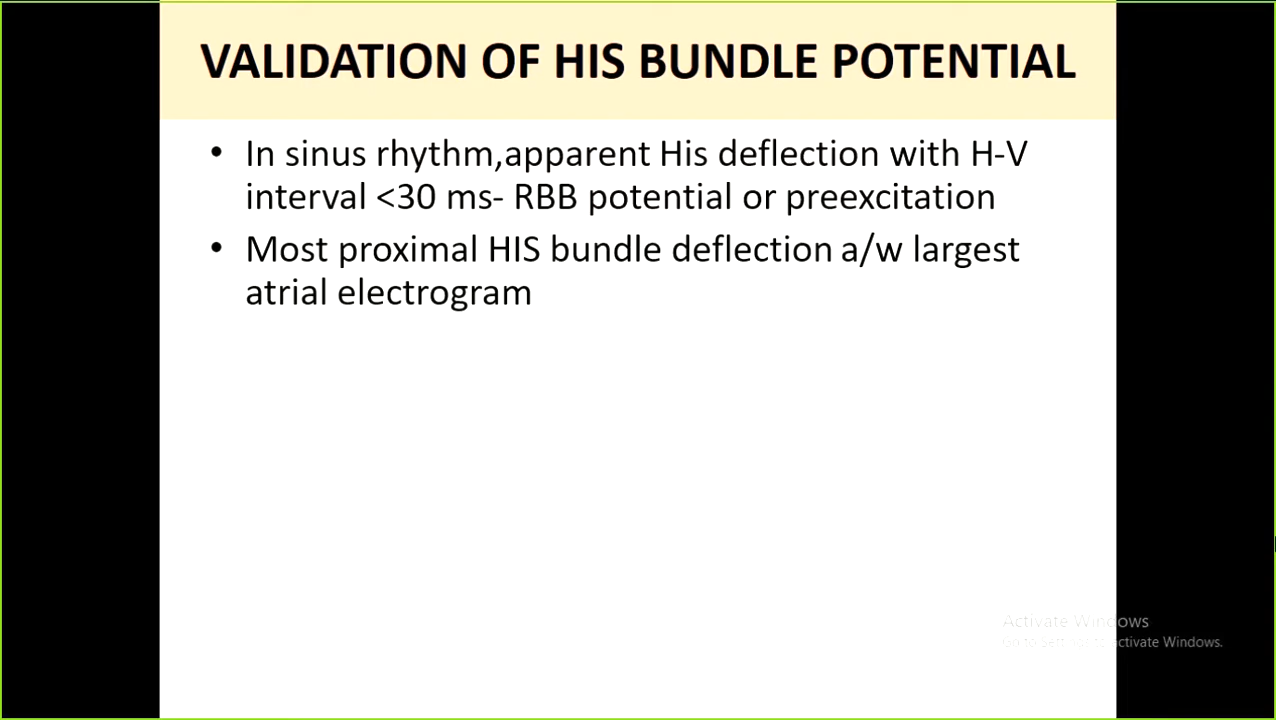 VALIDATION OF HIS BUNDLE POTENTIAL
• In sinus rhythm,apparent His deflection with H-V
interval <30 ms- RBB potential or preexcitation
• Most proximal HIS bundle deflection a/w largest
atrial electrogram
Activate Windows
Go to Settings to activate Windows.